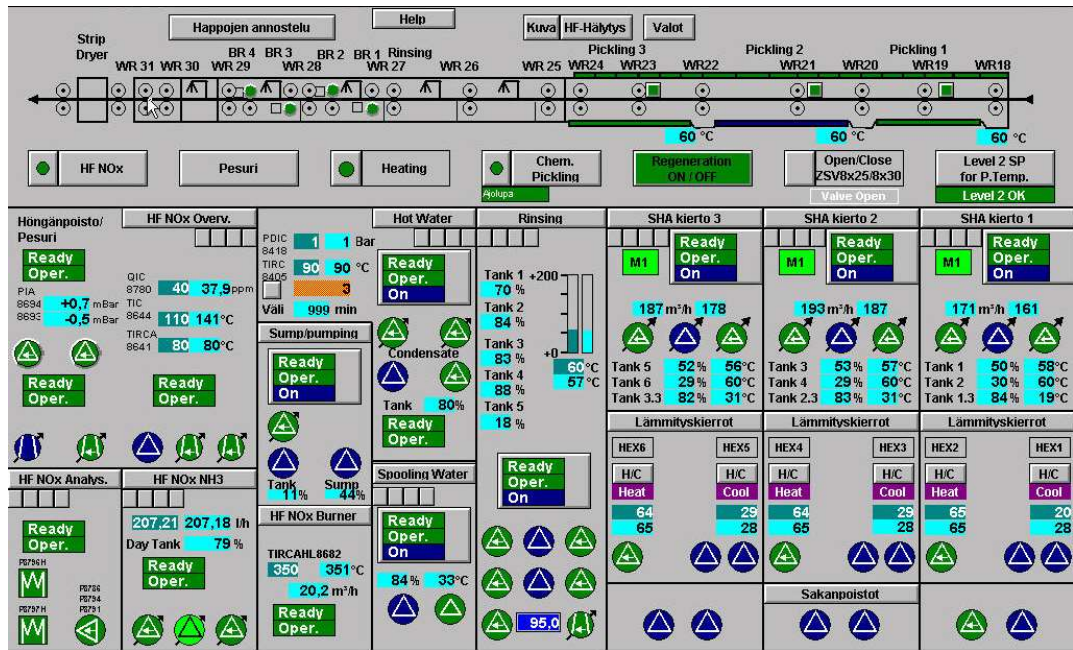 Happojen annostelu
Help
Kuva
HF-Hälytys
Valot
Strip
Dryer
BR 4
BR 3
BR 2
BR 1
Rinsing
Pickling 3
Pickling 2
Pickling 1
WR 31
WR 30
WR 29
WR 28
WR 27
WR 26
WR 25
WR24
WR23
WR22
WR21
WR20
WR19
WR18
60 °C
60 °C
60 °C
HF NOx
Pesuri
Heating
Chem.
Pickling
Ajolupa
Regeneration
ON / OFF
Open/Close
ZSV8x25/8x30
Valve Open
Level 2 SP
for P.Temp.
Level 2 OK
Höngänpoisto/
Pesuri
Ready
Oper.
PIA
8694 +0,7 mBar
8693 -0,5 mBar
Ready
Oper.
HF NOx Overv.
QIC
8780 40 37,9 ppm
TIC
8644 110 141°C
TIRCA
8641 80 80°C
Ready
Oper.
PDIC
8418 1 1 Bar
TIRC
8405 90 90 °C
3
Väli 999 min
Sump/pumping
Ready
Oper.
On
Tank
11%
Sump
44%
Hot Water
Ready
Oper.
On
Condensate
Tank 80%
Ready
Oper.
Rinsing
Tank 1
70 %
Tank 2
84 %
Tank 3
83 %
Tank 4
88 %
Tank 5
18 %
+200
+0
60°C
57°C
Ready
Oper.
On
95,0
SHA kierto 3
M1
Ready
Oper.
On
187 m³/h 178
Tank 5 52 % 56°C
Tank 6 29 % 60°C
Tank 3.3 82 % 31°C
SHA kierto 2
M1
Ready
Oper.
On
193 m³/h 187
Tank 3 53 % 57°C
Tank 4 29 % 60°C
Tank 2.3 83 % 31°C
SHA kierto 1
M1
Ready
Oper.
On
171 m³/h 161
Tank 1 50 % 58°C
Tank 2 30 % 60°C
Tank 1.3 84 % 19°C
Lämmityskierrot
HEX6
HEX5
H/C
H/C
Heat
Cool
64
29
65
28
Lämmityskierrot
HEX4
HEX3
H/C
H/C
Heat
Cool
64
29
65
28
Lämmityskierrot
HEX2
HEX1
H/C
H/C
Heat
Cool
65
20
65
28
Sakanpoistot
HF NOx Analys.
Ready
Oper.
P8796H
P8797H
P8786
P8794
P8791
HF NOx NH3
207,21 207,18 l/h
Day Tank 79 %
Ready
Oper.
HF NOx Burner
TIRCAHL8682
350 351°C
20,2 m³/h
Ready
Oper.
Spooling Water
Ready
Oper.
On
84 % 33°C